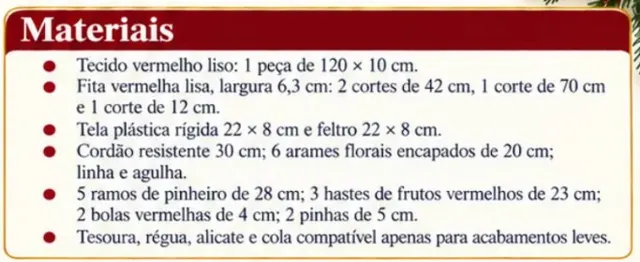 Materiais
● Tecido vermelho liso: 1 peça de 120 × 10 cm.
● Fita vermelha lisa, largura 6,3 cm: 2 cortes de 42 cm, 1 corte de 70 cm
e 1 corte de 12 cm.
● Tela plástica rígida 22 × 8 cm e feltro 22 × 8 cm.
● Cordão resistente 30 cm; 6 arames florais encapados de 20 cm;
linha e agulha.
● 5 ramos de pinheiro de 28 cm; 3 hastes de frutos vermelhos de 23 cm;
2 bolas vermelhas de 4 cm; 2 pinhas de 5 cm.
● Tesoura, régua, alicate e cola compatível apenas para acabamentos leves.